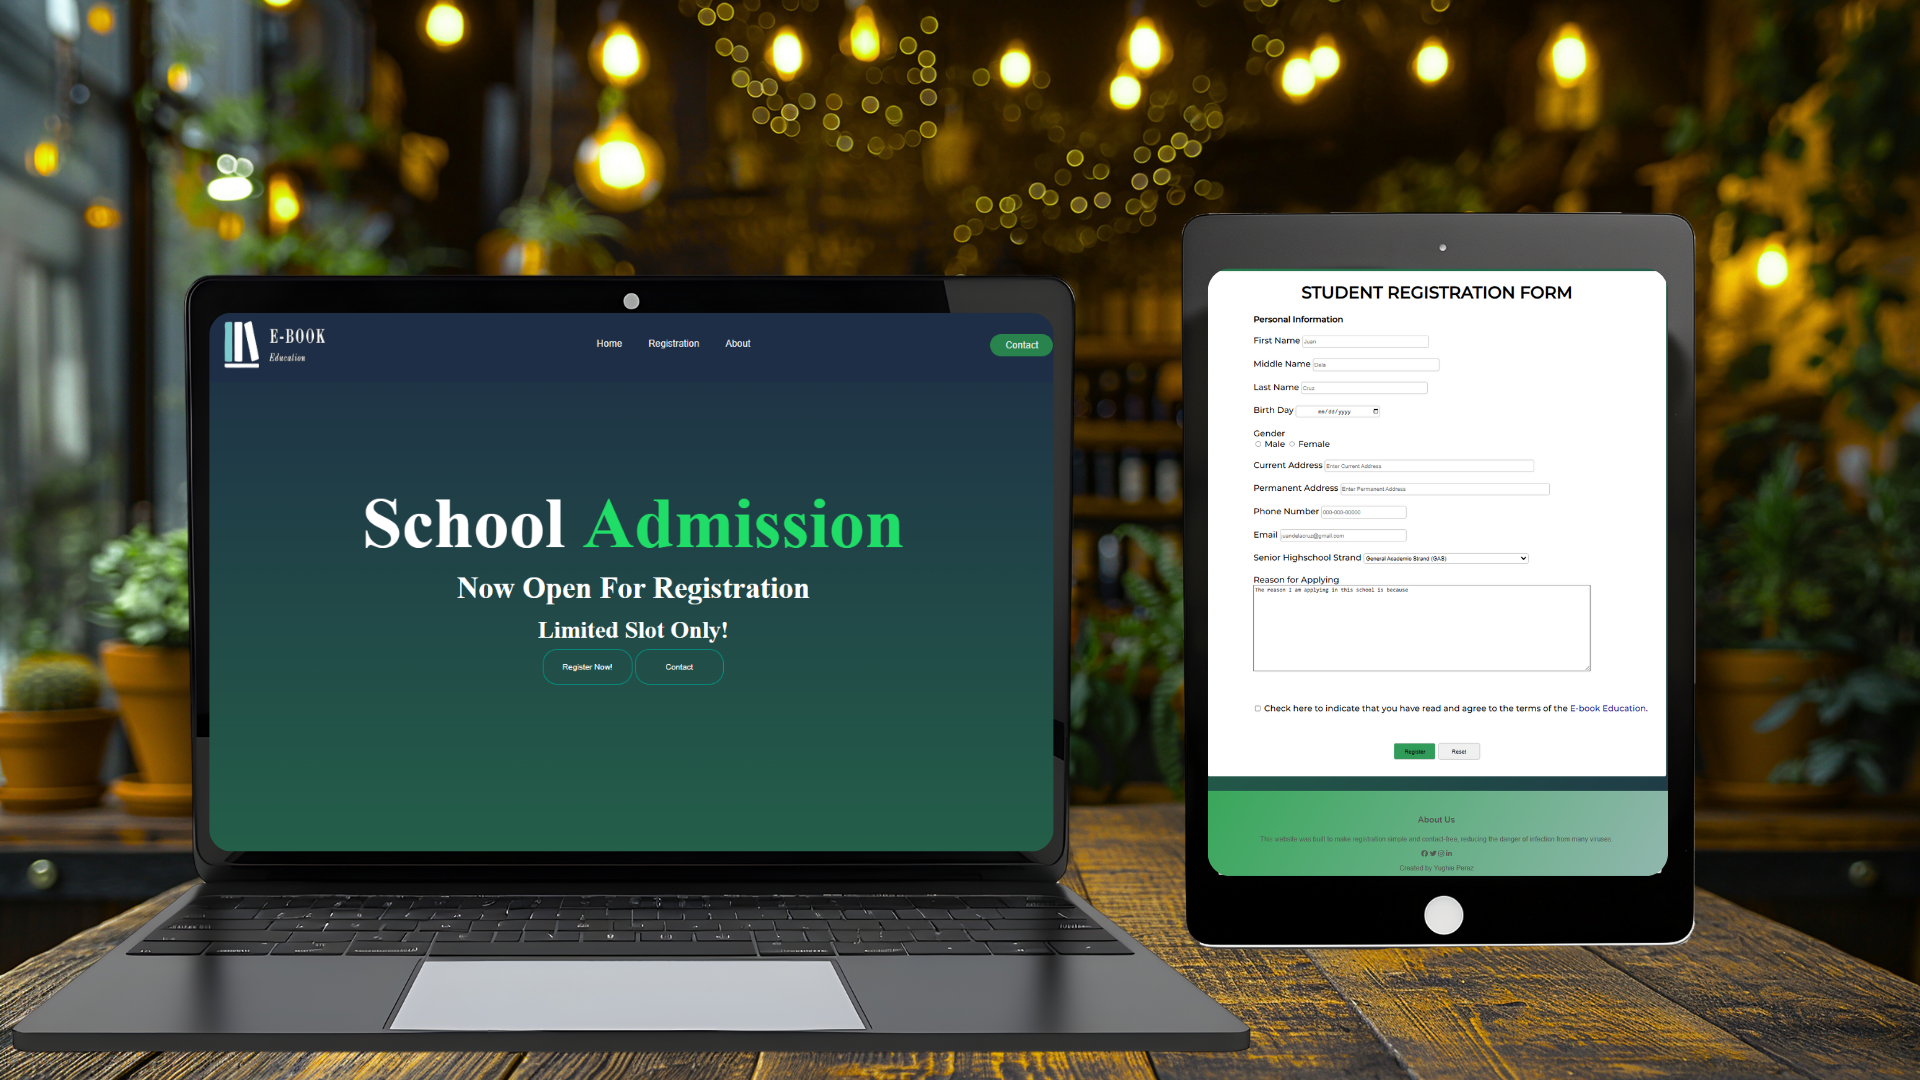 E-BOOK
Education
Home Registration About
Contact
School Admission
Now Open For Registration
Limited Slot Only!
Register Now! Contact
STUDENT REGISTRATION FORM
Personal Information
First Name Juan
Middle Name Dela
Last Name Cruz
Birth Day mm/dd/yyyy
Gender
Male Female
Current Address Enter Current Address
Permanent Address Enter Permanent Address
Phone Number 000-000-00000
Email juandelacruz@gmail.com
Senior Highschool Strand General Academic Strand (GAS)
Reason for Applying
The reason I am applying in this school is because
Check here to indicate that you have read and agree to the terms of the E-book Education.
Register Reset
About Us
This website was built to make registration simple and contact-free, reducing the danger of infection from many viruses.
Created by Yughie Perez